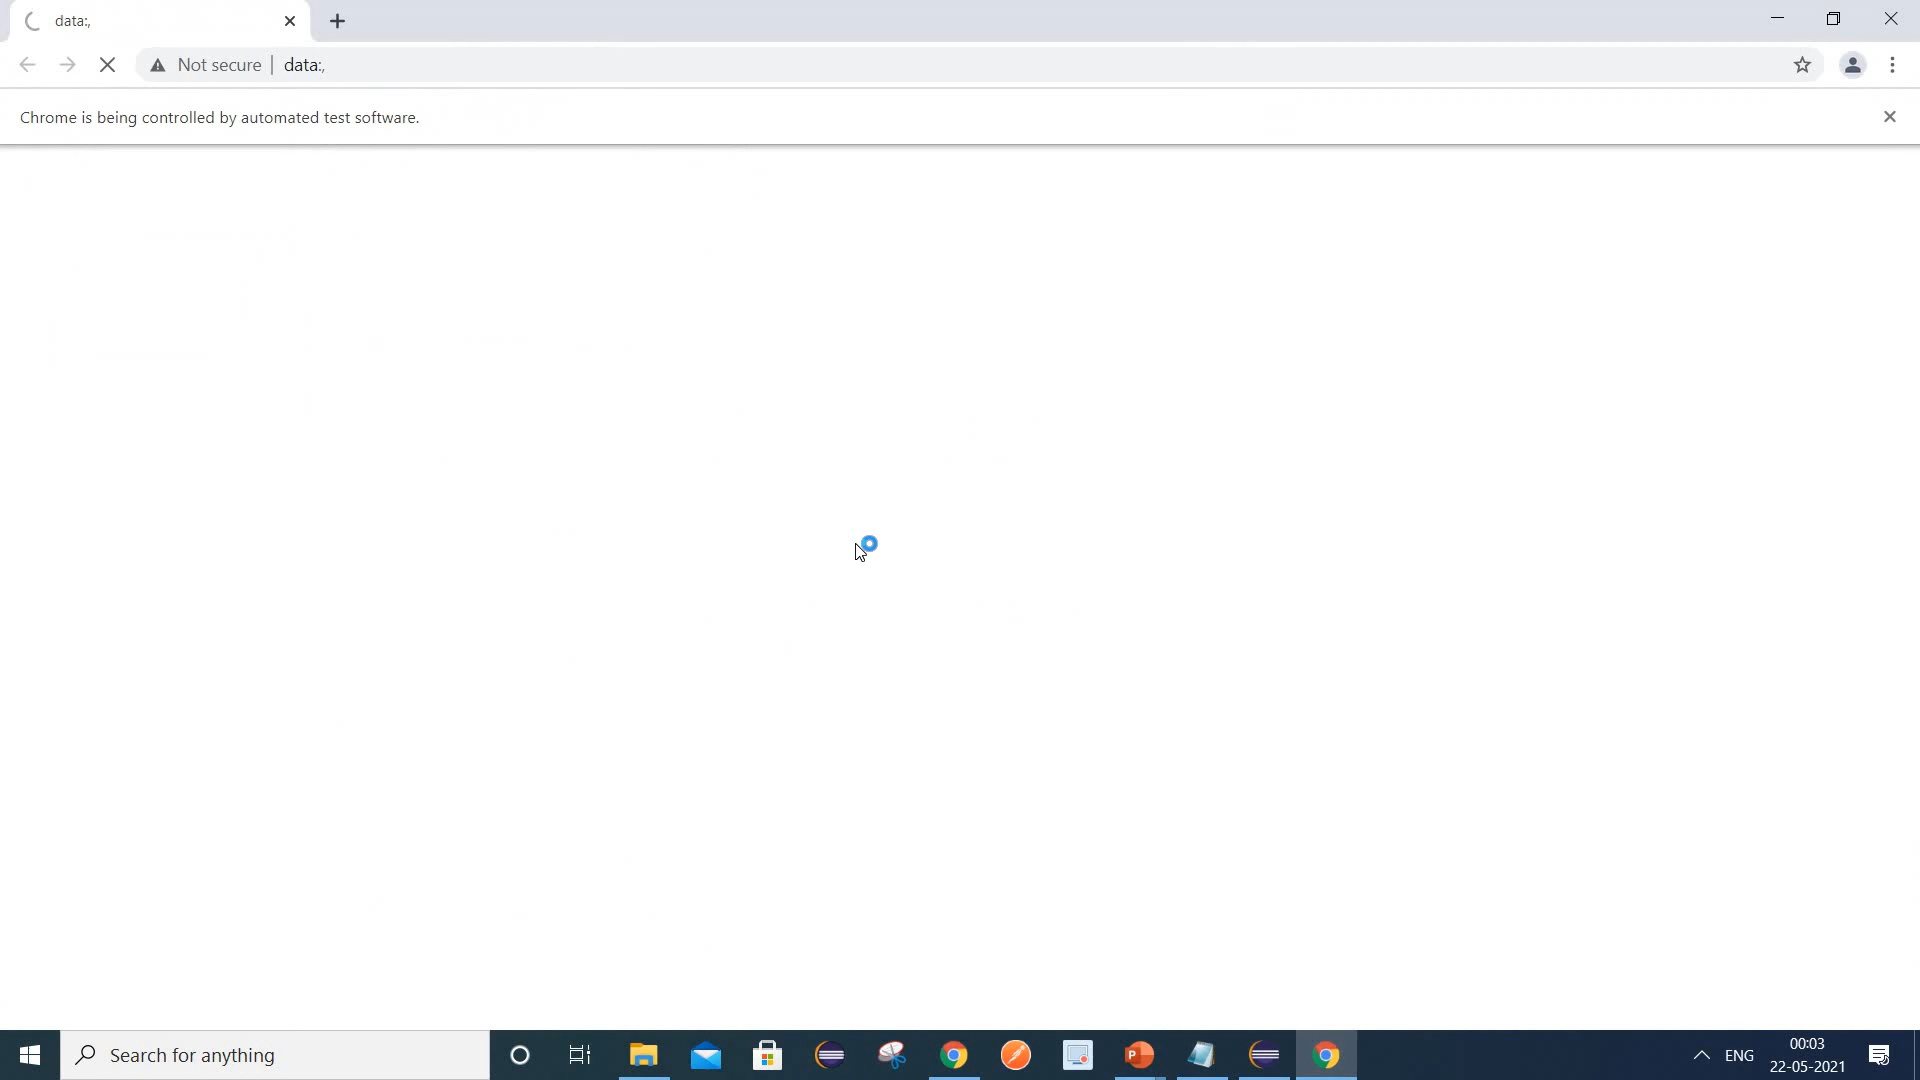 data:,
Not secure
data:,
Chrome is being controlled by automated test software.
Search for anything
ENG
00:03
22-05-2021